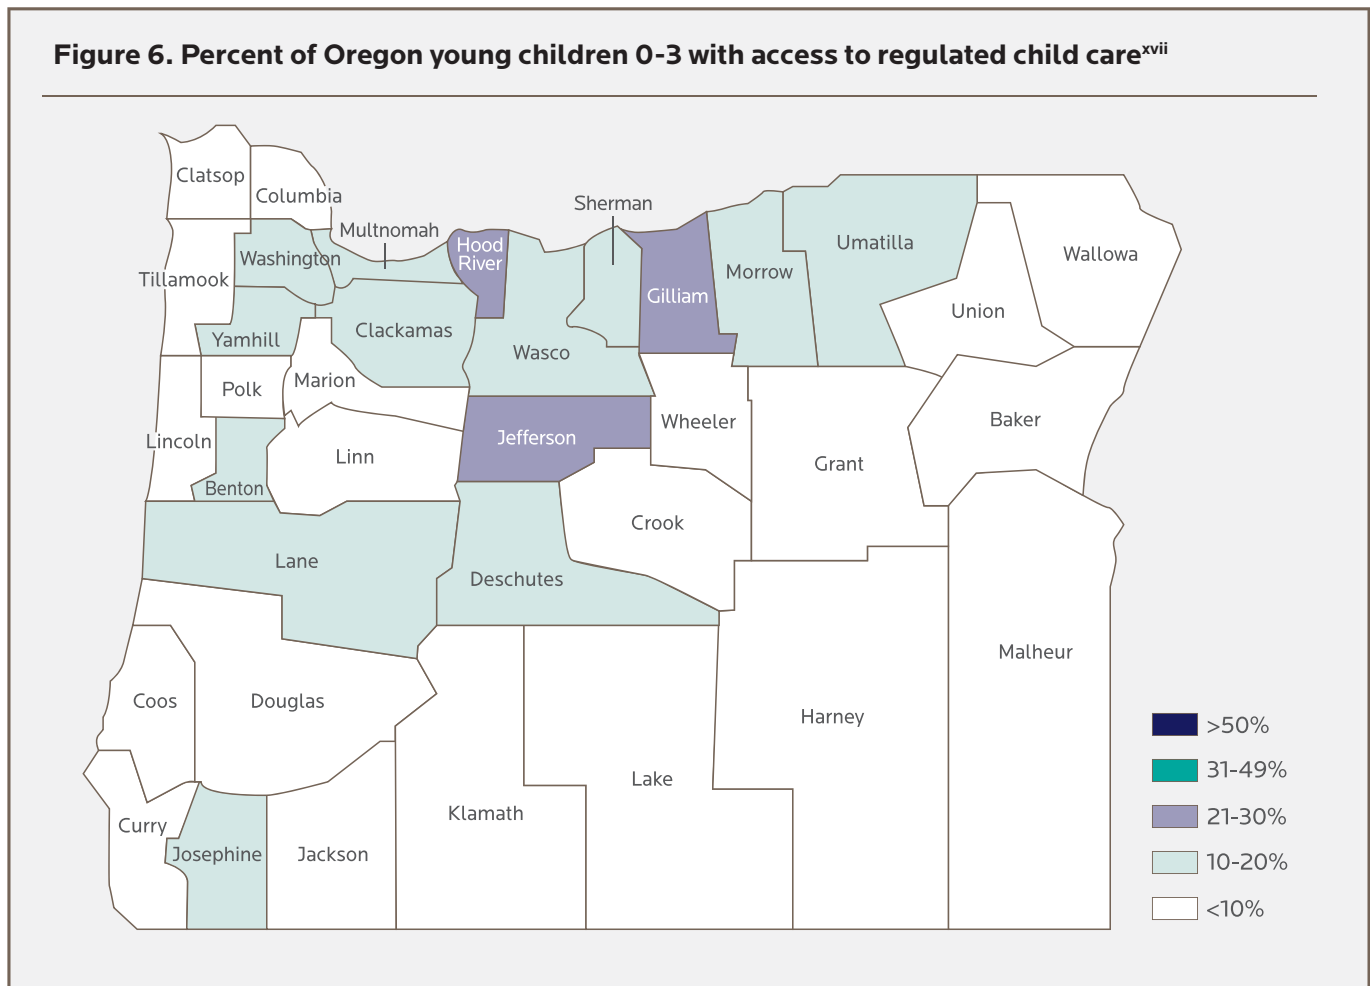 Figure 6. Percent of Oregon young children 0-3 with access to regulated child carexvii
Clatsop
Columbia
Sherman
Multnomah
Hood
River
Washington
Umatilla
Wallowa
Tillamook
Morrow
Gilliam
Union
Yamhill
Clackamas
Wasco
Polk
Marion
Lincoln
Jefferson
Wheeler
Baker
Linn
Grant
Benton
Crook
Lane
Deschutes
Malheur
Coos
Douglas
Harney
Lake
Klamath
Curry
Josephine
Jackson
>50%
31-49%
21-30%
10-20%
<10%